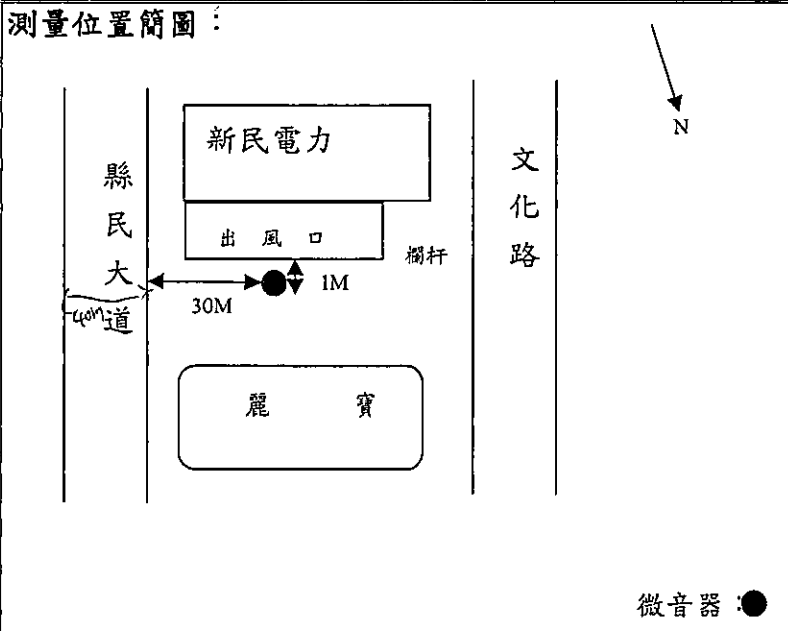 測量位置簡圖：
N
新民電力
縣民大道
文化路
出風口
欄杆
1M
30M
40m
麗寶
微音器：